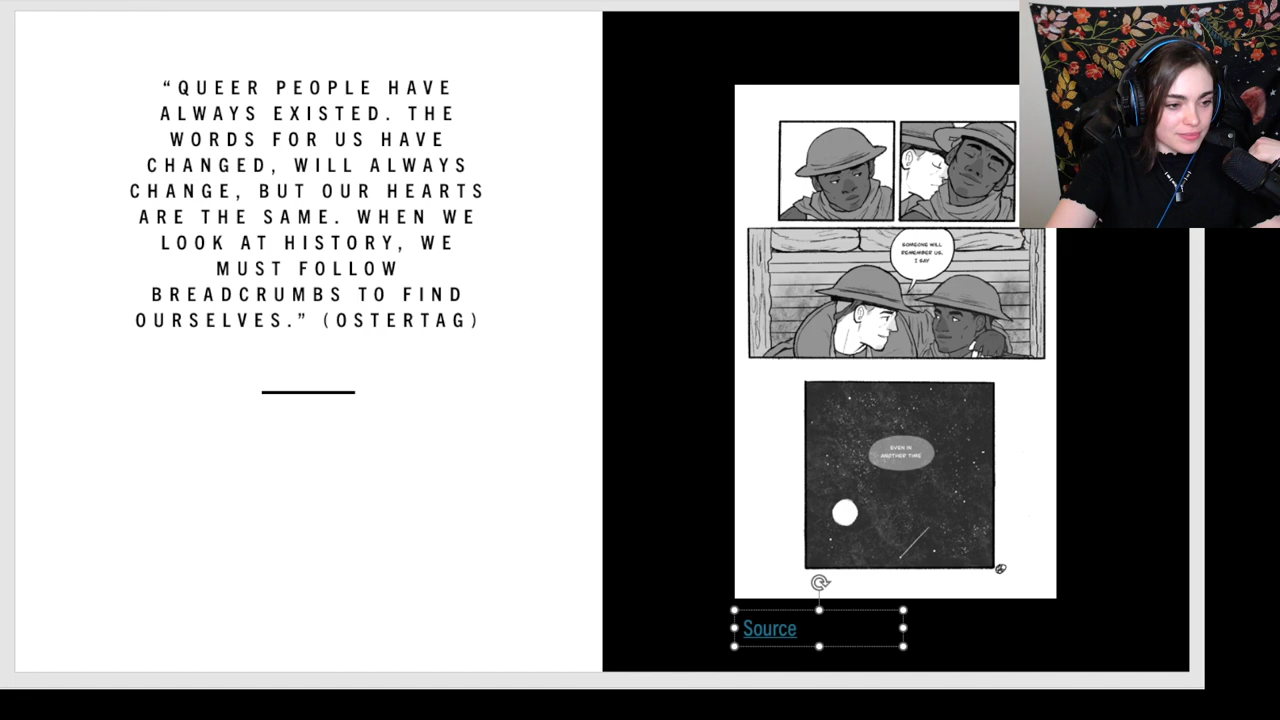 “QUEER PEOPLE HAVE
ALWAYS EXISTED. THE
WORDS FOR US HAVE
CHANGED, WILL ALWAYS
CHANGE, BUT OUR HEARTS
ARE THE SAME. WHEN WE
LOOK AT HISTORY, WE
MUST FOLLOW
BREADCRUMBS TO FIND
OURSELVES.” (OSTERTAG)
SOMEONE WILL
REMEMBER US,
I SAY
EVEN IN
ANOTHER TIME
Source